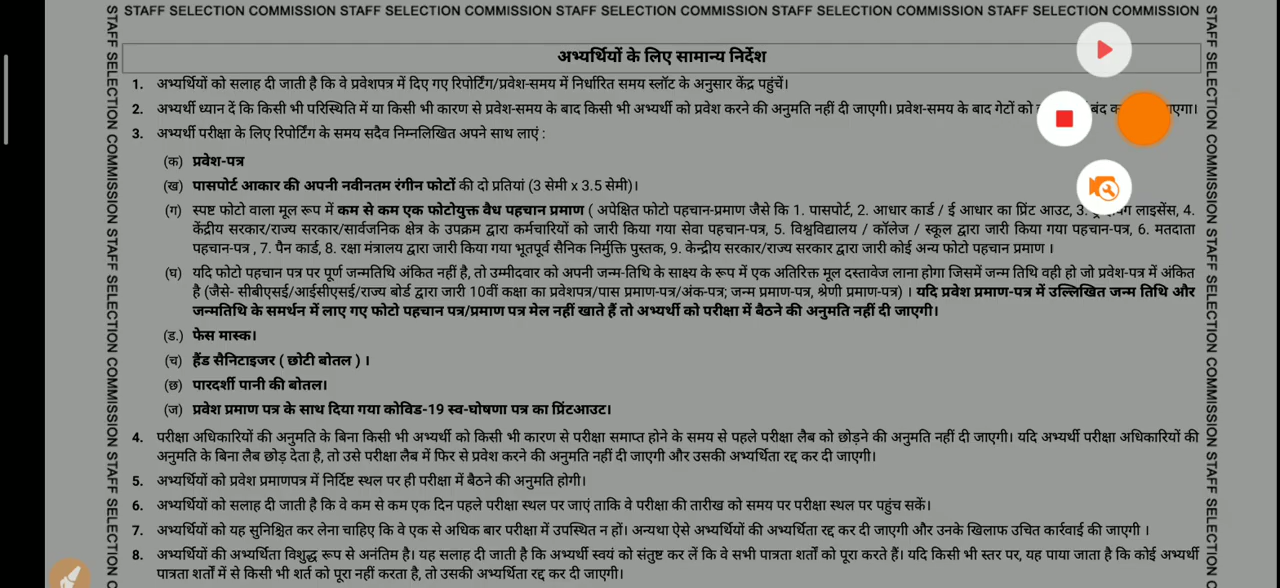 STAFF SELECTION COMMISSION STAFF SELECTION COMMISSION STAFF SELECTION COMMISSION STAFF SELECTION COMMISSION STAFF SELECTION COMMISSION
STAFF SELECTION COMMISSION STAFF SELECTION COMMISSION STAFF SELECTION C
अभ्यर्थियों के लिए सामान्य निर्देश
1. अभ्यर्थियों को सलाह दी जाती है कि वे प्रवेशपत्र में दिए गए रिपोर्टिंग/प्रवेश-समय में निर्धारित समय स्लॉट के अनुसार केंद्र पहुंचें।
2. अभ्यर्थी ध्यान दें कि किसी भी परिस्थिति में या किसी भी कारण से प्रवेश-समय के बाद किसी भी अभ्यर्थी को प्रवेश करने की अनुमति नहीं दी जाएगी। प्रवेश-समय के बाद गेटों को बंद
3. अभ्यर्थी परीक्षा के लिए रिपोर्टिंग के समय सदैव निम्नलिखित अपने साथ लाएं :
(क) प्रवेश-पत्र
(ख) पासपोर्ट आकार की अपनी नवीनतम रंगीन फोटों की दो प्रतियां (3 सेमी x 3.5 सेमी)।
(ग) स्पष्ट फोटो वाला मूल रूप में कम से कम एक फोटोयुक्त वैध पहचान प्रमाण ( अपेक्षित फोटो पहचान-प्रमाण जैसे कि 1. पासपोर्ट, 2. आधार कार्ड / ई आधार का प्रिंट आउट, 3. लाइसेंस, 4.
केंद्रीय सरकार/राज्य सरकार/सार्वजनिक क्षेत्र के उपक्रम द्वारा कर्मचारियों को जारी किया गया सेवा पहचान-पत्र, 5. विश्वविद्यालय / कॉलेज / स्कूल द्वारा जारी किया गया पहचान-पत्र, 6. मतदाता
पहचान-पत्र , 7. पैन कार्ड, 8. रक्षा मंत्रालय द्वारा जारी किया गया भूतपूर्व सैनिक निर्मुक्ति पुस्तक, 9. केन्द्रीय सरकार/राज्य सरकार द्वारा जारी कोई अन्य फोटो पहचान प्रमाण ।
(घ) यदि फोटो पहचान पत्र पर पूर्ण जन्मतिथि अंकित नहीं है, तो उम्मीदवार को अपनी जन्म-तिथि के साक्ष्य के रूप में एक अतिरिक्त मूल दस्तावेज लाना होगा जिसमें जन्म तिथि वही हो जो प्रवेश-पत्र में अंकित
है (जैसे- सीबीएसई/आईसीएसई/राज्य बोर्ड द्वारा जारी 10वीं कक्षा का प्रवेशपत्र/पास प्रमाण-पत्र/अंक-पत्र; जन्म प्रमाण-पत्र, श्रेणी प्रमाण-पत्र) । यदि प्रवेश प्रमाण-पत्र में उल्लिखित जन्म तिथि और
जन्मतिथि के समर्थन में लाए गए फोटो पहचान पत्र/प्रमाण पत्र मेल नहीं खाते हैं तो अभ्यर्थी को परीक्षा में बैठने की अनुमति नहीं दी जाएगी।
(ड.) फेस मास्क।
(च) हैंड सैनिटाइजर ( छोटी बोतल ) ।
(छ) पारदर्शी पानी की बोतल।
(ज) प्रवेश प्रमाण पत्र के साथ दिया गया कोविड-19 स्व-घोषणा पत्र का प्रिंटआउट।
4. परीक्षा अधिकारियों की अनुमति के बिना किसी भी अभ्यर्थी को किसी भी कारण से परीक्षा समाप्त होने के समय से पहले परीक्षा लैब को छोड़ने की अनुमति नहीं दी जाएगी। यदि अभ्यर्थी परीक्षा अधिकारियों की
अनुमति के बिना लैब छोड़ देता है, तो उसे परीक्षा लैब में फिर से प्रवेश करने की अनुमति नहीं दी जाएगी और उसकी अभ्यर्थिता रद्द कर दी जाएगी।
5. अभ्यर्थियों को प्रवेश प्रमाणपत्र में निर्दिष्ट स्थल पर ही परीक्षा में बैठने की अनुमति होगी।
6. अभ्यर्थियों को सलाह दी जाती है कि वे कम से कम एक दिन पहले परीक्षा स्थल पर जाएं ताकि वे परीक्षा की तारीख को समय पर परीक्षा स्थल पर पहुंच सकें।
7. अभ्यर्थियों को यह सुनिश्चित कर लेना चाहिए कि वे एक से अधिक बार परीक्षा में उपस्थित न हों। अन्यथा ऐसे अभ्यर्थियों की अभ्यर्थिता रद्द कर दी जाएगी और उनके खिलाफ उचित कार्रवाई की जाएगी ।
8. अभ्यर्थियों की अभ्यर्थिता विशुद्ध रूप से अनंतिम है। यह सलाह दी जाती है कि अभ्यर्थी स्वयं को संतुष्ट कर लें कि वे सभी पात्रता शर्तों को पूरा करते हैं। यदि किसी भी स्तर पर, यह पाया जाता है कि कोई अभ्यर्थी
पात्रता शर्तों में से किसी भी शर्त को पूरा नहीं करता है, तो उसकी अभ्यर्थिता रद्द कर दी जाएगी।
STAFF SELECTION COMMISSION STAFF SELECTION COMMISSION STAFF SELECTION C